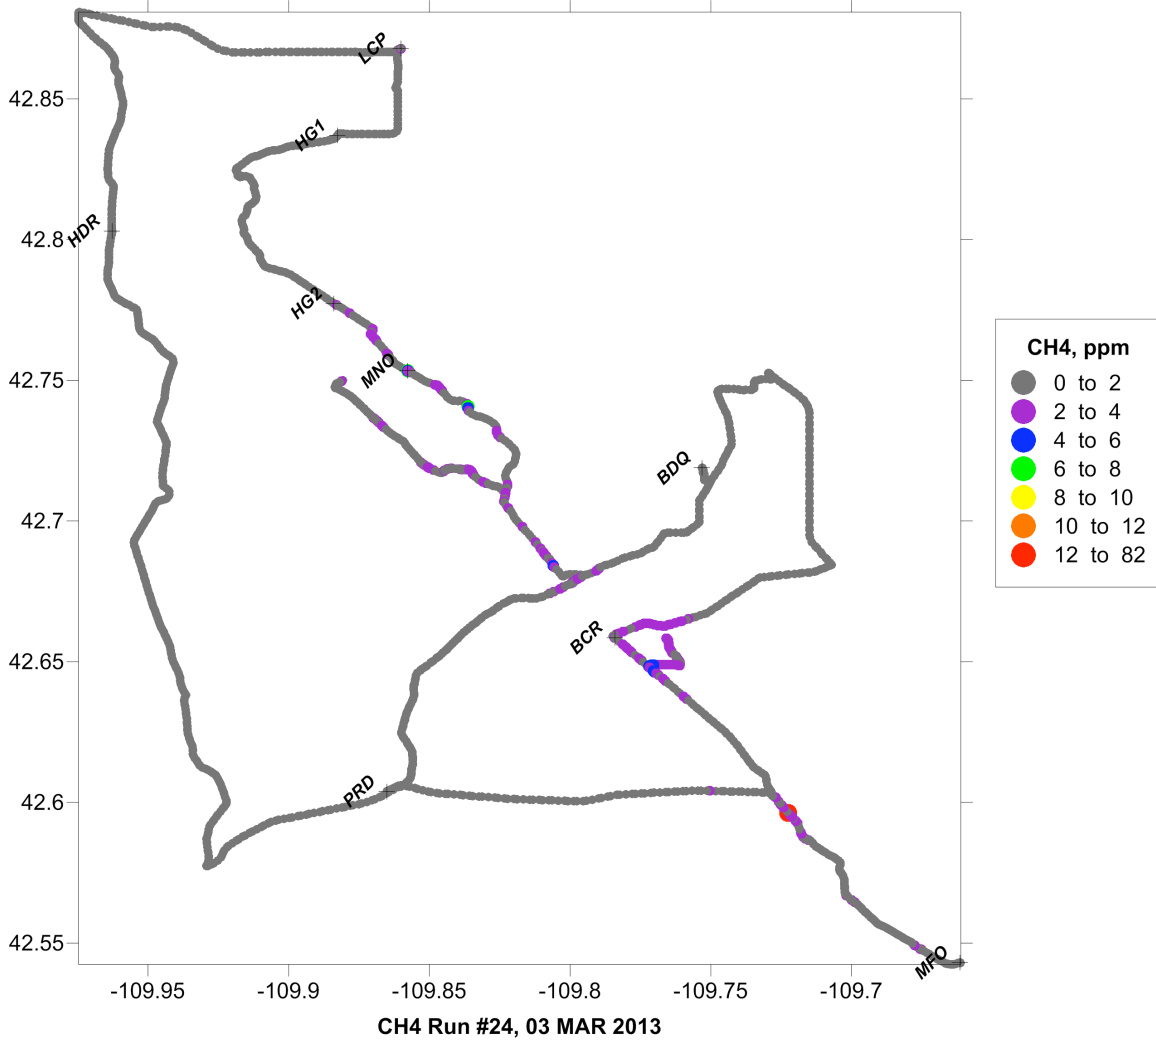 LCP
42.85
HG1
HDR
42.8
HG2
CH4, ppm
MNO
42.75
0 to 2
2 to 4
4 to 6
BDQ
6 to 8
8 to 10
42.7
10 to 12
12 to 82
BCR
42.65
PRD
42.6
42.55
MFO
-109.95 -109.9 -109.85 -109.8 -109.75 -109.7
CH4 Run #24, 03 MAR 2013